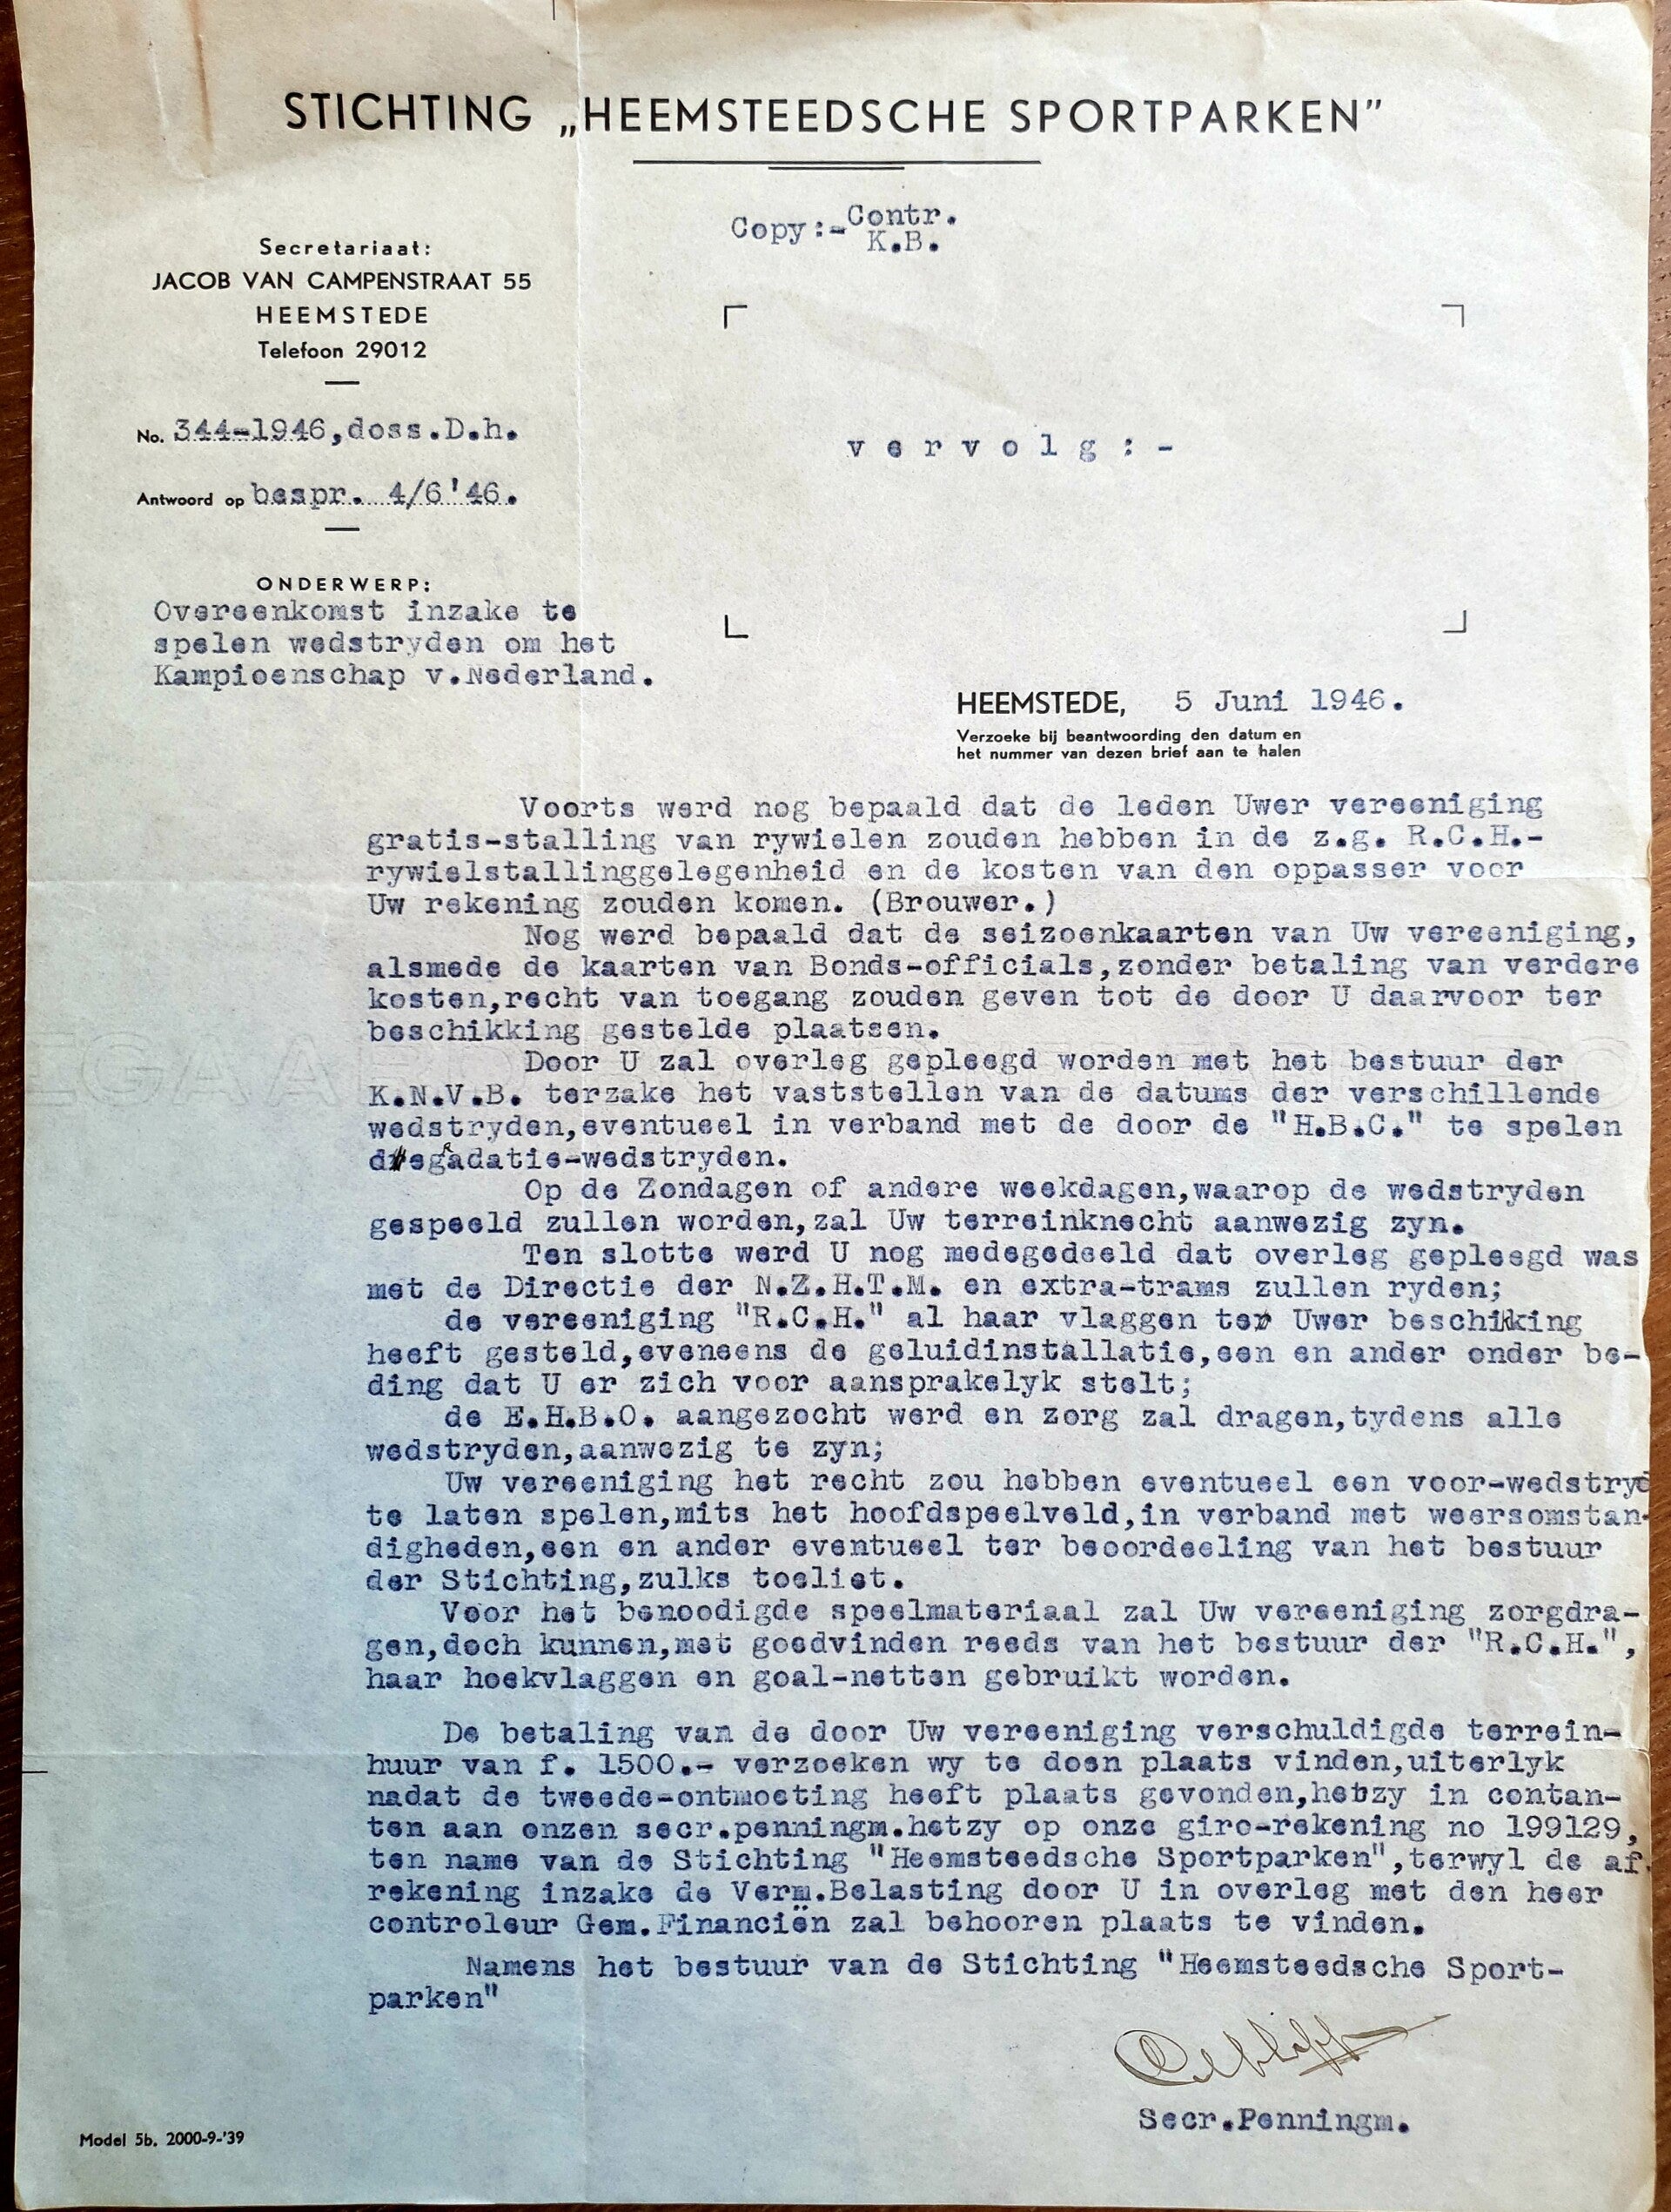 STICHTING „HEEMSTEEDSCHE SPORTPARKEN”
Copy:- Contr.
K.B.
Secretariaat:
JACOB VAN CAMPENSTRAAT 55
HEEMSTEDE
Telefoon 29012
No. 344-1946,doss.D.h.
vervolg:-
Antwoord op bespr. 4/6'46.
ONDERWERP:
Overeenkomst inzake te
spelen wedstryden om het
Kampioenschap v.Nederland.
HEEMSTEDE, 5 Juni 1946.
Verzoeke bij beantwoording den datum en
het nummer van dezen brief aan te halen
Voorts werd nog bepaald dat de leden Uwer vereeniging
gratis-stalling van rywielen zouden hebben in de z.g. R.C.H.-
rywielstallinggelegenheid en de kosten van den oppasser voor
Uw rekening zouden komen. (Brouwer.)
Nog werd bepaald dat de seizoenkaarten van Uw vereeniging,
alsmede de kaarten van Bonds-officials,zonder betaling van verdere
kosten,recht van toegang zouden geven tot de door U daarvoor ter
beschikking gestelde plaatsen.
Door U zal overleg gepleegd worden met het bestuur der
K.N.V.B. terzake het vaststellen van de datums der verschillende
wedstryden,eventueel in verband met de door de "H.B.C." te spelen
degradatie-wedstryden.
Op de Zondagen of andere weekdagen,waarop de wedstryden
gespeeld zullen worden,zal Uw terreinknecht aanwezig zyn.
Ten slotte werd U nog medegedeeld dat overleg gepleegd was
met de Directie der N.Z.H.T.M. en extra-trams zullen ryden;
de vereeniging "R.C.H." al haar vlaggen ter Uwer beschikking
heeft gesteld,eveneens de geluidinstallatie,een en ander onder be-
ding dat U er zich voor aansprakelyk stelt;
de E.H.B.O. aangezocht werd en zorg zal dragen,tydens alle
wedstryden,aanwezig te zyn;
Uw vereeniging het recht zou hebben eventueel een voor-wedstryd
te laten spelen,mits het hoofdspeelveld,in verband met weersomstan-
digheden,een en ander eventueel ter beoordeeling van het bestuur
der Stichting,zulks toeliet.
Voor het benoodigde speelmateriaal zal Uw vereeniging zorgdra-
gen,doch kunnen,met goedvinden reeds van het bestuur der "R.C.H.",
haar hoekvlaggen en goal-netten gebruikt worden.
De betaling van de door Uw vereeniging verschuldigde terrein-
huur van f. 1500.- verzoeken wy te doen plaats vinden,uiterlyk
nadat de tweede-ontmoeting heeft plaats gevonden,hetzy in contan-
ten aan onzen secr.penningm.hetzy op onze giro-rekening no 199129,
ten name van de Stichting "Heemsteedsche Sportparken",terwyl de af-
rekening inzake de Verm.Belasting door U in overleg met den heer
controleur Gem.Financiën zal behooren plaats te vinden.
Namens het bestuur van de Stichting "Heemsteedsche Sport-
parken"
Secr.Penningm.
Model 5b. 2000-9-'39